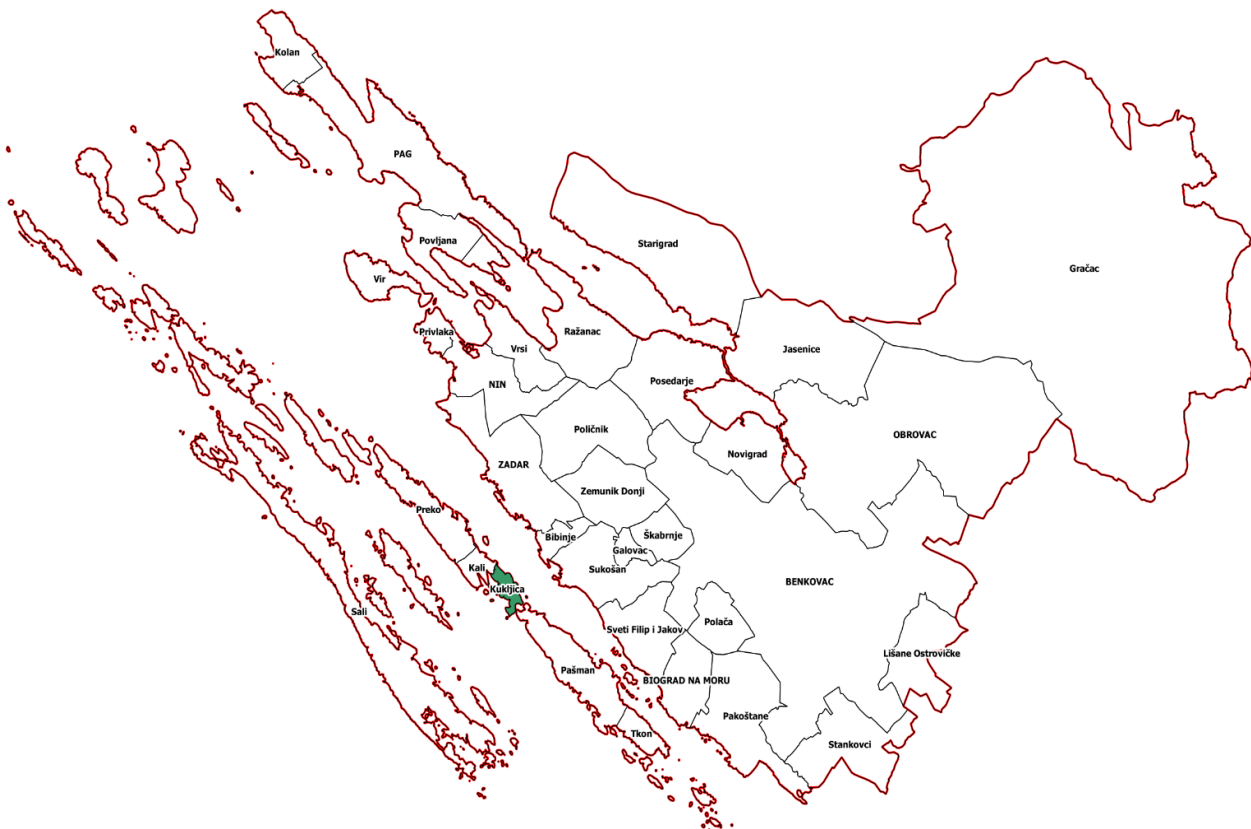 Kolan
PAG
Povljana
Starigrad
Gračac
Vir
Privlaka
Ražanac
Vrsi
Jasenice
NIN
Posedarje
Poličnik
OBROVAC
Novigrad
ZADAR
Zemunik Donji
Preko
Bibinje
Škabrnje
Galovac
Kali
Sukošan
Kukljica
BENKOVAC
Sali
Polača
Sveti Filip i Jakov
Lišane Ostrovičke
Pašman
BIOGRAD NA MORU
Pakoštane
Tkon
Stankovci